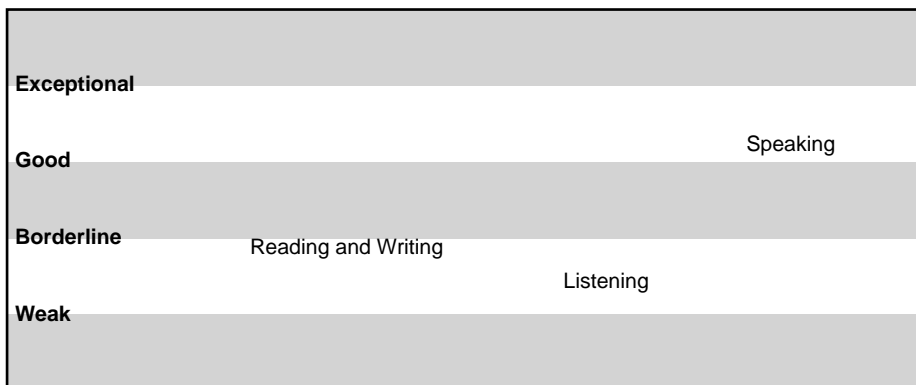 Exceptional
Speaking
Good
Borderline
Reading and Writing
Listening
Weak